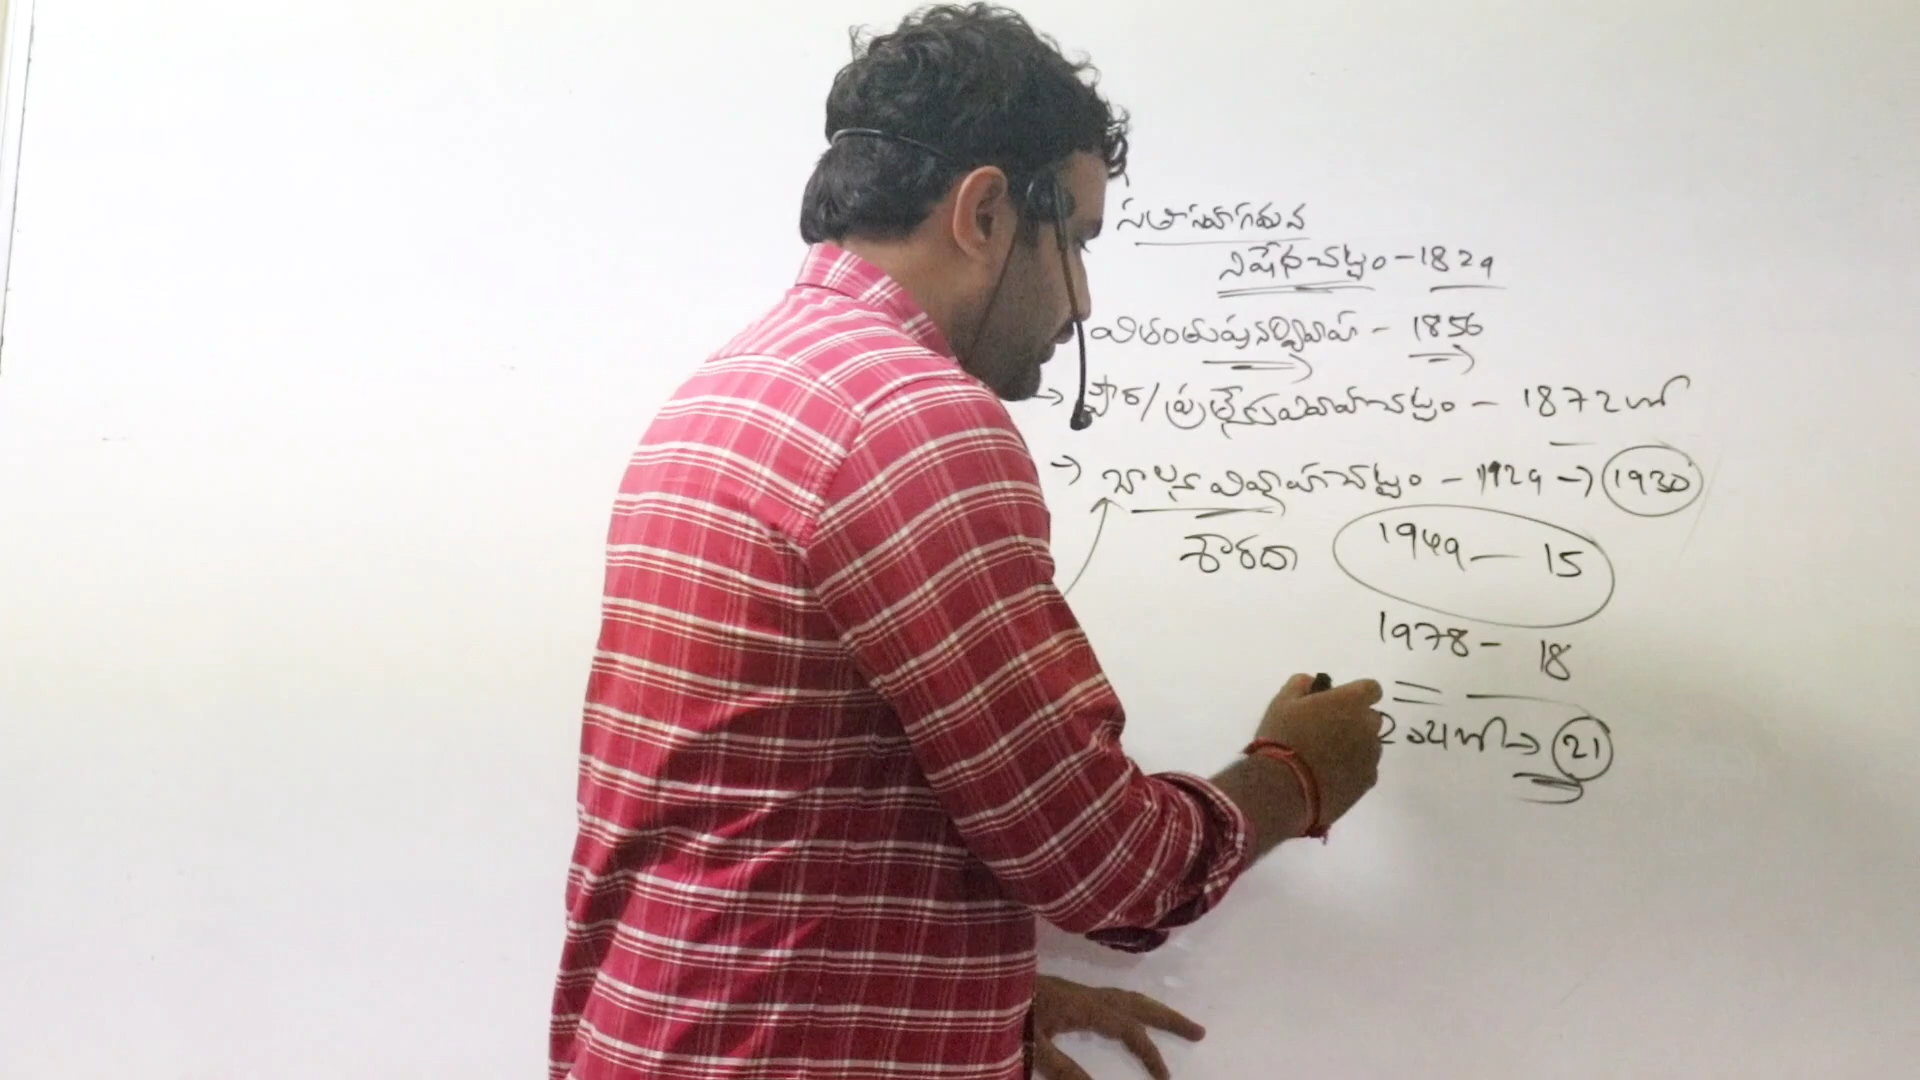 సతీసహగమన
నిషేధచట్టం - 1829
వితంతుపునర్వివాహ - 1856
→ పౌర/ప్రత్యేకవివాహచట్టం - 1872లో
→ బాల్యవివాహచట్టం - 1929 → 1930
శారదా 1949 - 15
1978 - 18
21